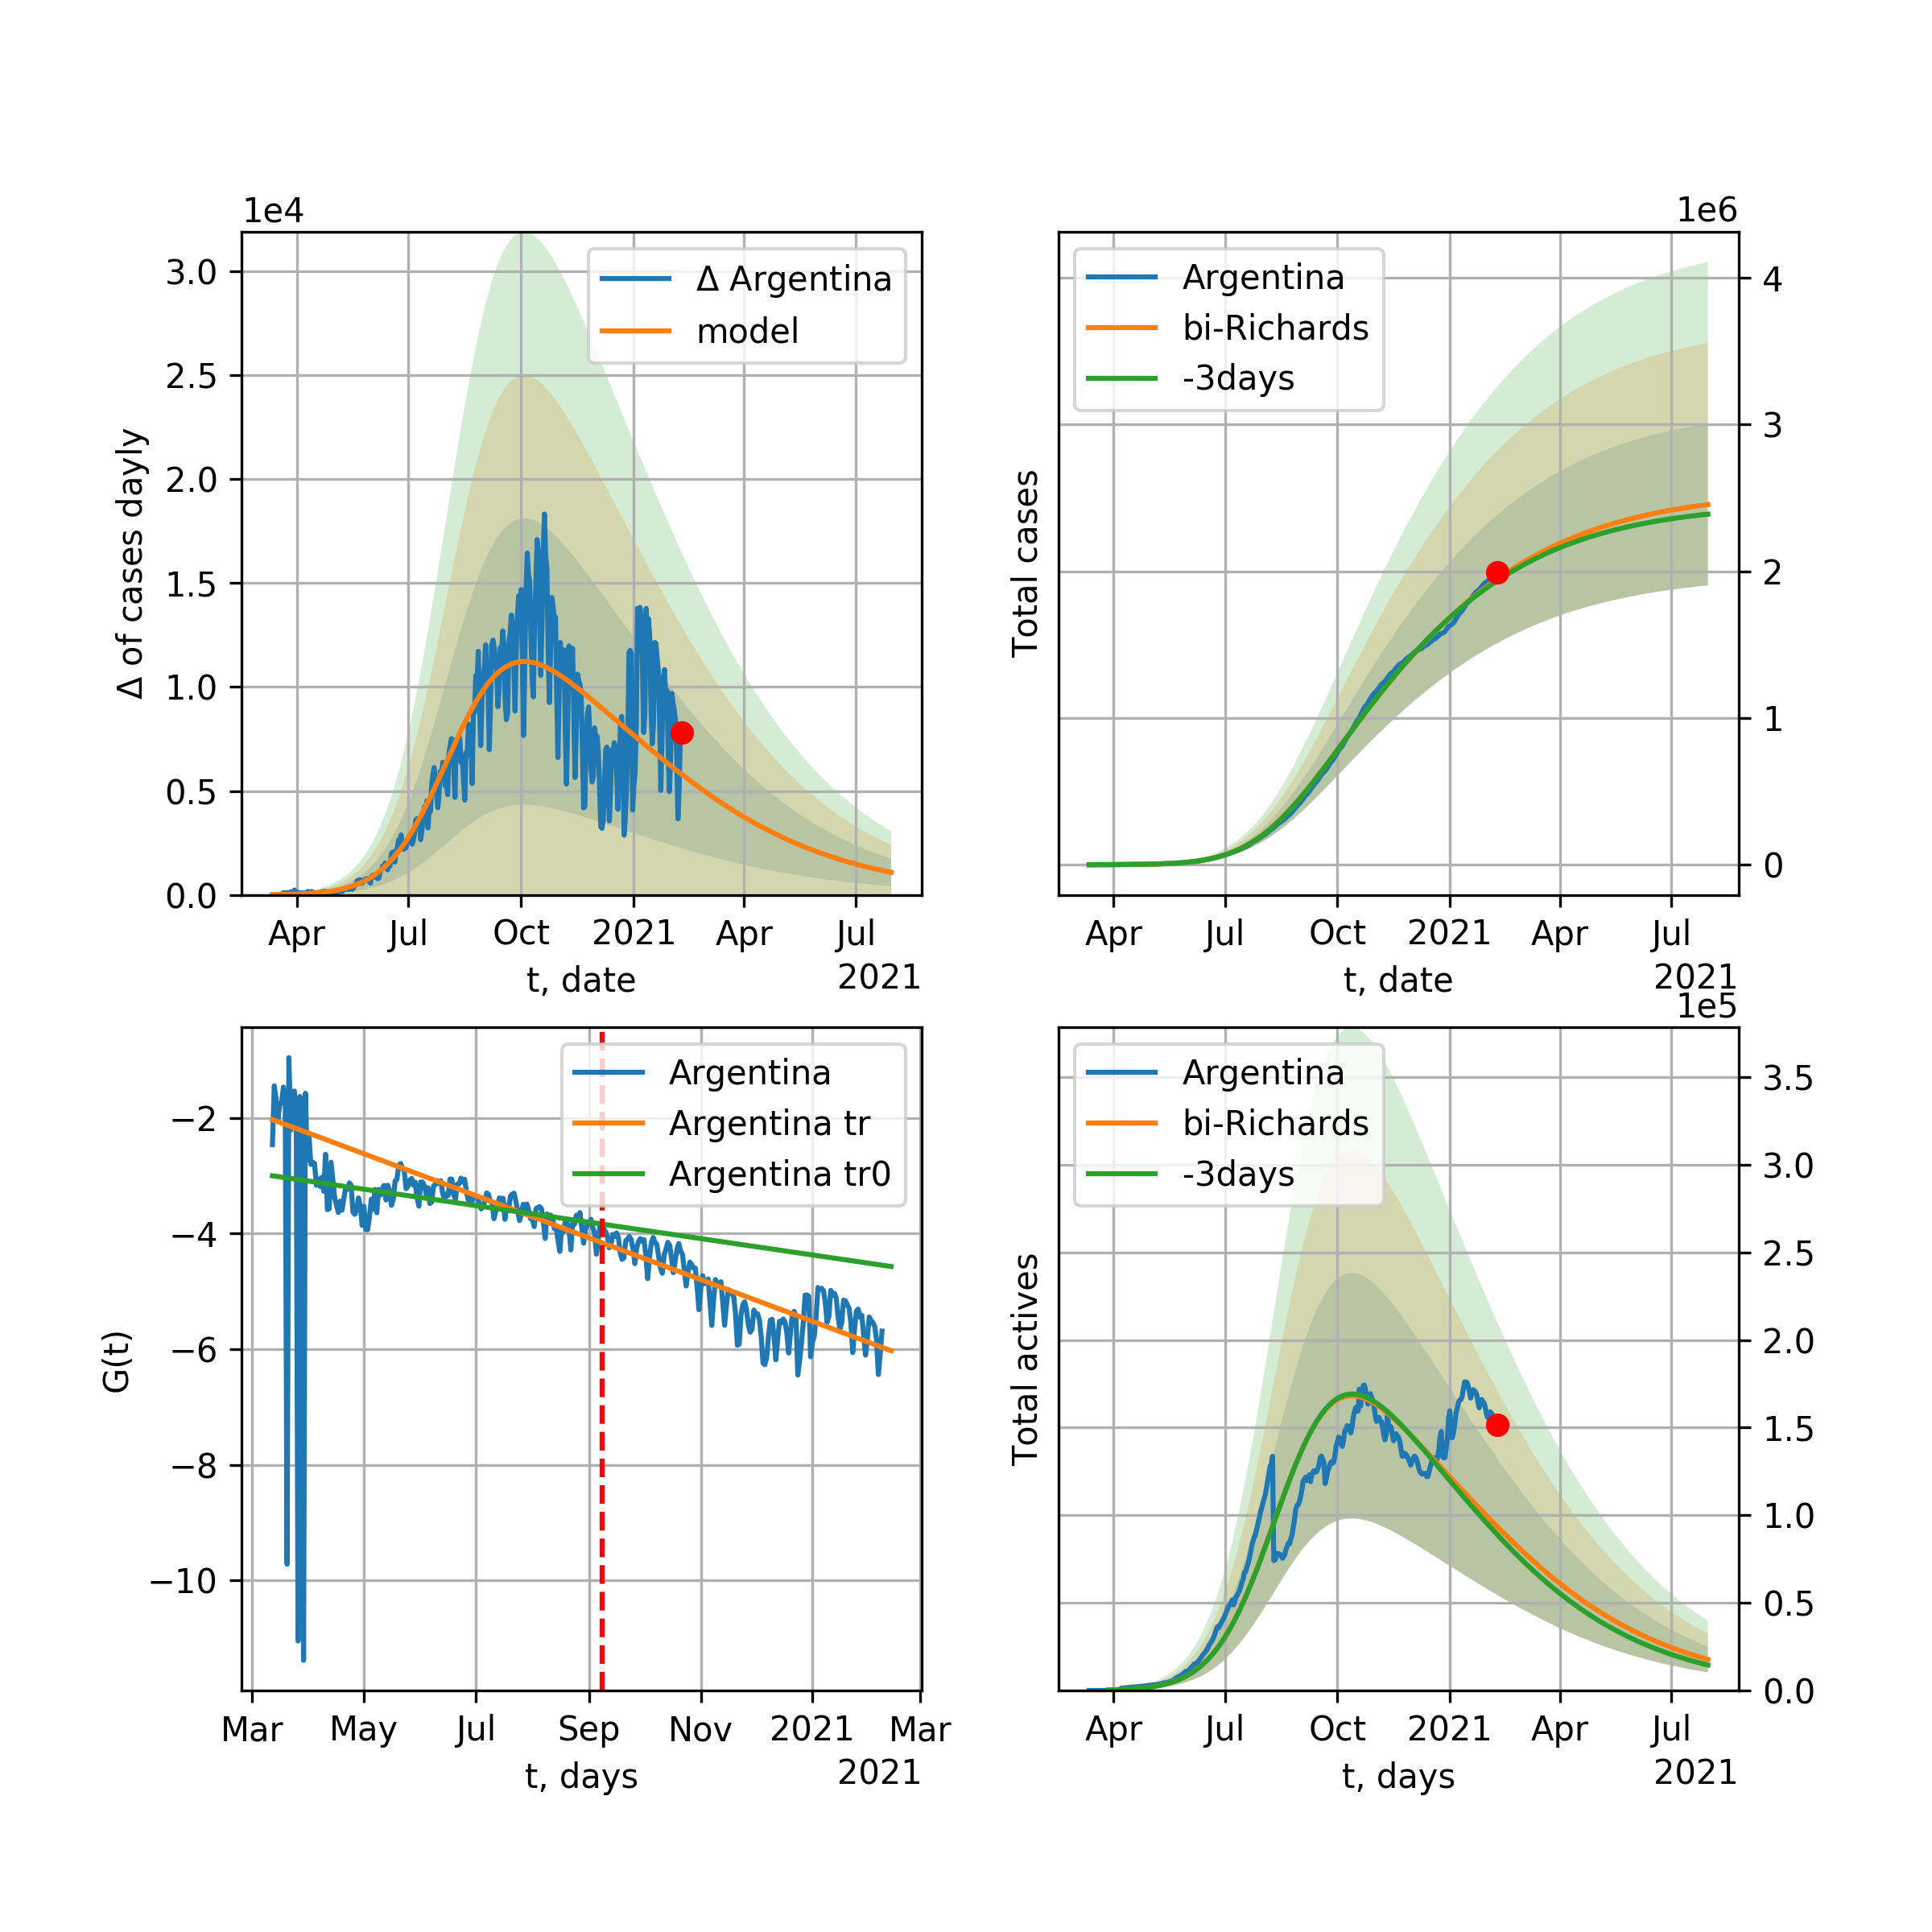 1e4
3.0
2.5
2.0
1.5
1.0
0.5
0.0
Δ of cases dayly
Δ Argentina
model
Apr Jul Oct 2021 Apr Jul
t, date
2021
1e6
4
3
2
1
0
Total cases
Argentina
bi-Richards
-3days
Apr Jul Oct 2021 Apr Jul
t, date
2021
−2
−4
−6
−8
−10
G(t)
Argentina
Argentina tr
Argentina tr0
Mar May Jul Sep Nov 2021 Mar
t, days
2021
1e5
3.5
3.0
2.5
2.0
1.5
1.0
0.5
0.0
Total actives
Argentina
bi-Richards
-3days
Apr Jul Oct 2021 Apr Jul
t, days
2021